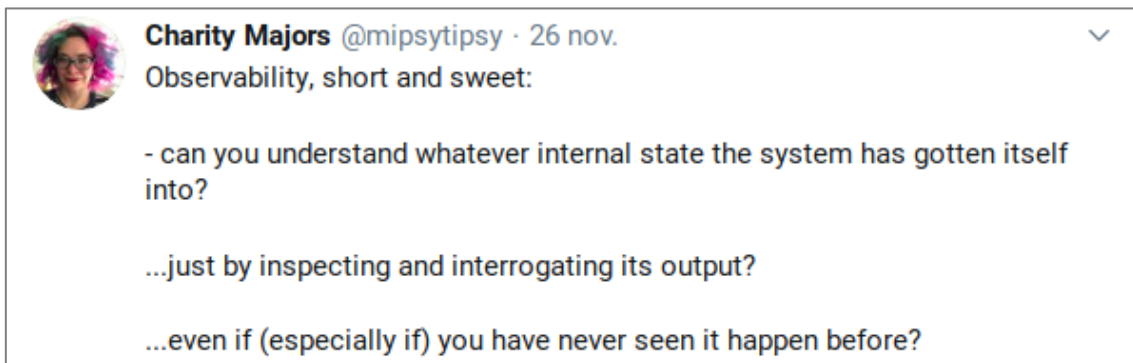 Charity Majors @mipsytipsy · 26 nov.
Observability, short and sweet:
- can you understand whatever internal state the system has gotten itself
into?
...just by inspecting and interrogating its output?
...even if (especially if) you have never seen it happen before?